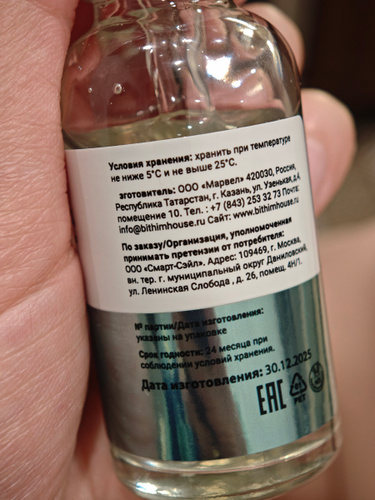 Условия хранения: хранить при температуре
не ниже 5°C и не выше 25°C.
зготовитель: ООО «Марвел» 420030, Россия,
Республика Татарстан, г. Казань, ул. Узенькая, д.4,
помещение 10. Тел. : +7 (843) 253 32 73 Почта:
info@bithimhouse.ru Сайт: www.bithimhouse.ru
По заказу/Организация, уполномоченная
принимать претензии от потребителя:
ООО «Смарт-Сэйл». Адрес: 109469, г. Москва,
вн. тер. г. муниципальный округ Даниловский,
ул. Ленинская Слобода , д. 26, помещ. 4Н/1.
№ партии/Дата изготовления:
указаны на упаковке
Срок годности: 24 месяца при
соблюдении условий хранения.
Дата изготовления: 30.12.2025
EAC
PET